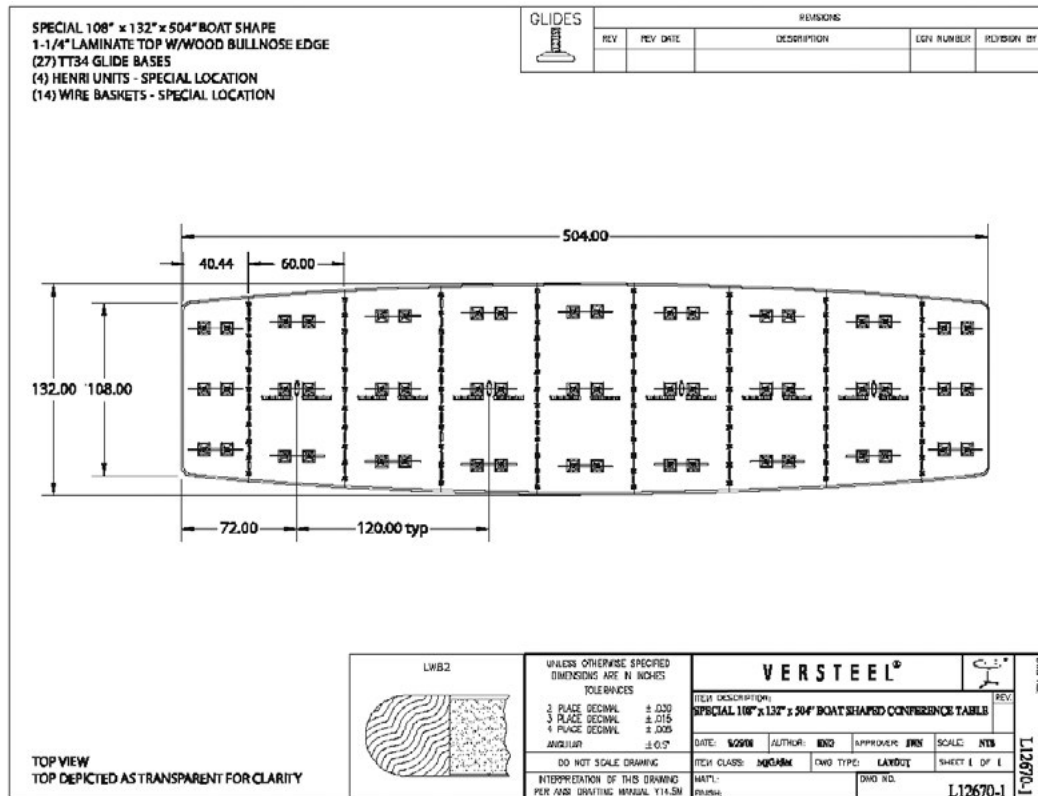 SPECIAL 108" x 132" x 504" BOAT SHAPE
1-1/4" LAMINATE TOP W/WOOD BULLNOSE EDGE
(27) TT34 GLIDE BASES
(4) HENRI UNITS - SPECIAL LOCATION
(14) WIRE BASKETS - SPECIAL LOCATION
GLIDES
REVISIONS
REV
REV DATE
DESCRIPTION
ECN NUMBER
REVISION BY
504.00
40.44
60.00
132.00
108.00
72.00
120.00 typ
TOP VIEW
TOP DEPICTED AS TRANSPARENT FOR CLARITY
LWB2
UNLESS OTHERWISE SPECIFIED
DIMENSIONS ARE IN INCHES
TOLERANCES
2 PLACE DECIMAL ± .030
3 PLACE DECIMAL ± .015
4 PLACE DECIMAL ± .005
ANGULAR ± 0.5°
DO NOT SCALE DRAWING
INTERPRETATION OF THIS DRAWING
PER ANSI DRAFTING MANUAL Y14.5M
VERSTEEL®
ITEM DESCRIPTION:
REV.
SPECIAL 108" x 132" x 504" BOAT SHAPED CONFERENCE TABLE
DATE:
AUTHOR:
APPROVER:
SCALE: NTS
ITEM CLASS:
DWG TYPE: LAYOUT
SHEET 1 OF 1
MAT'L:
FINISH:
DWG NO.
L12670-1
L12670-1